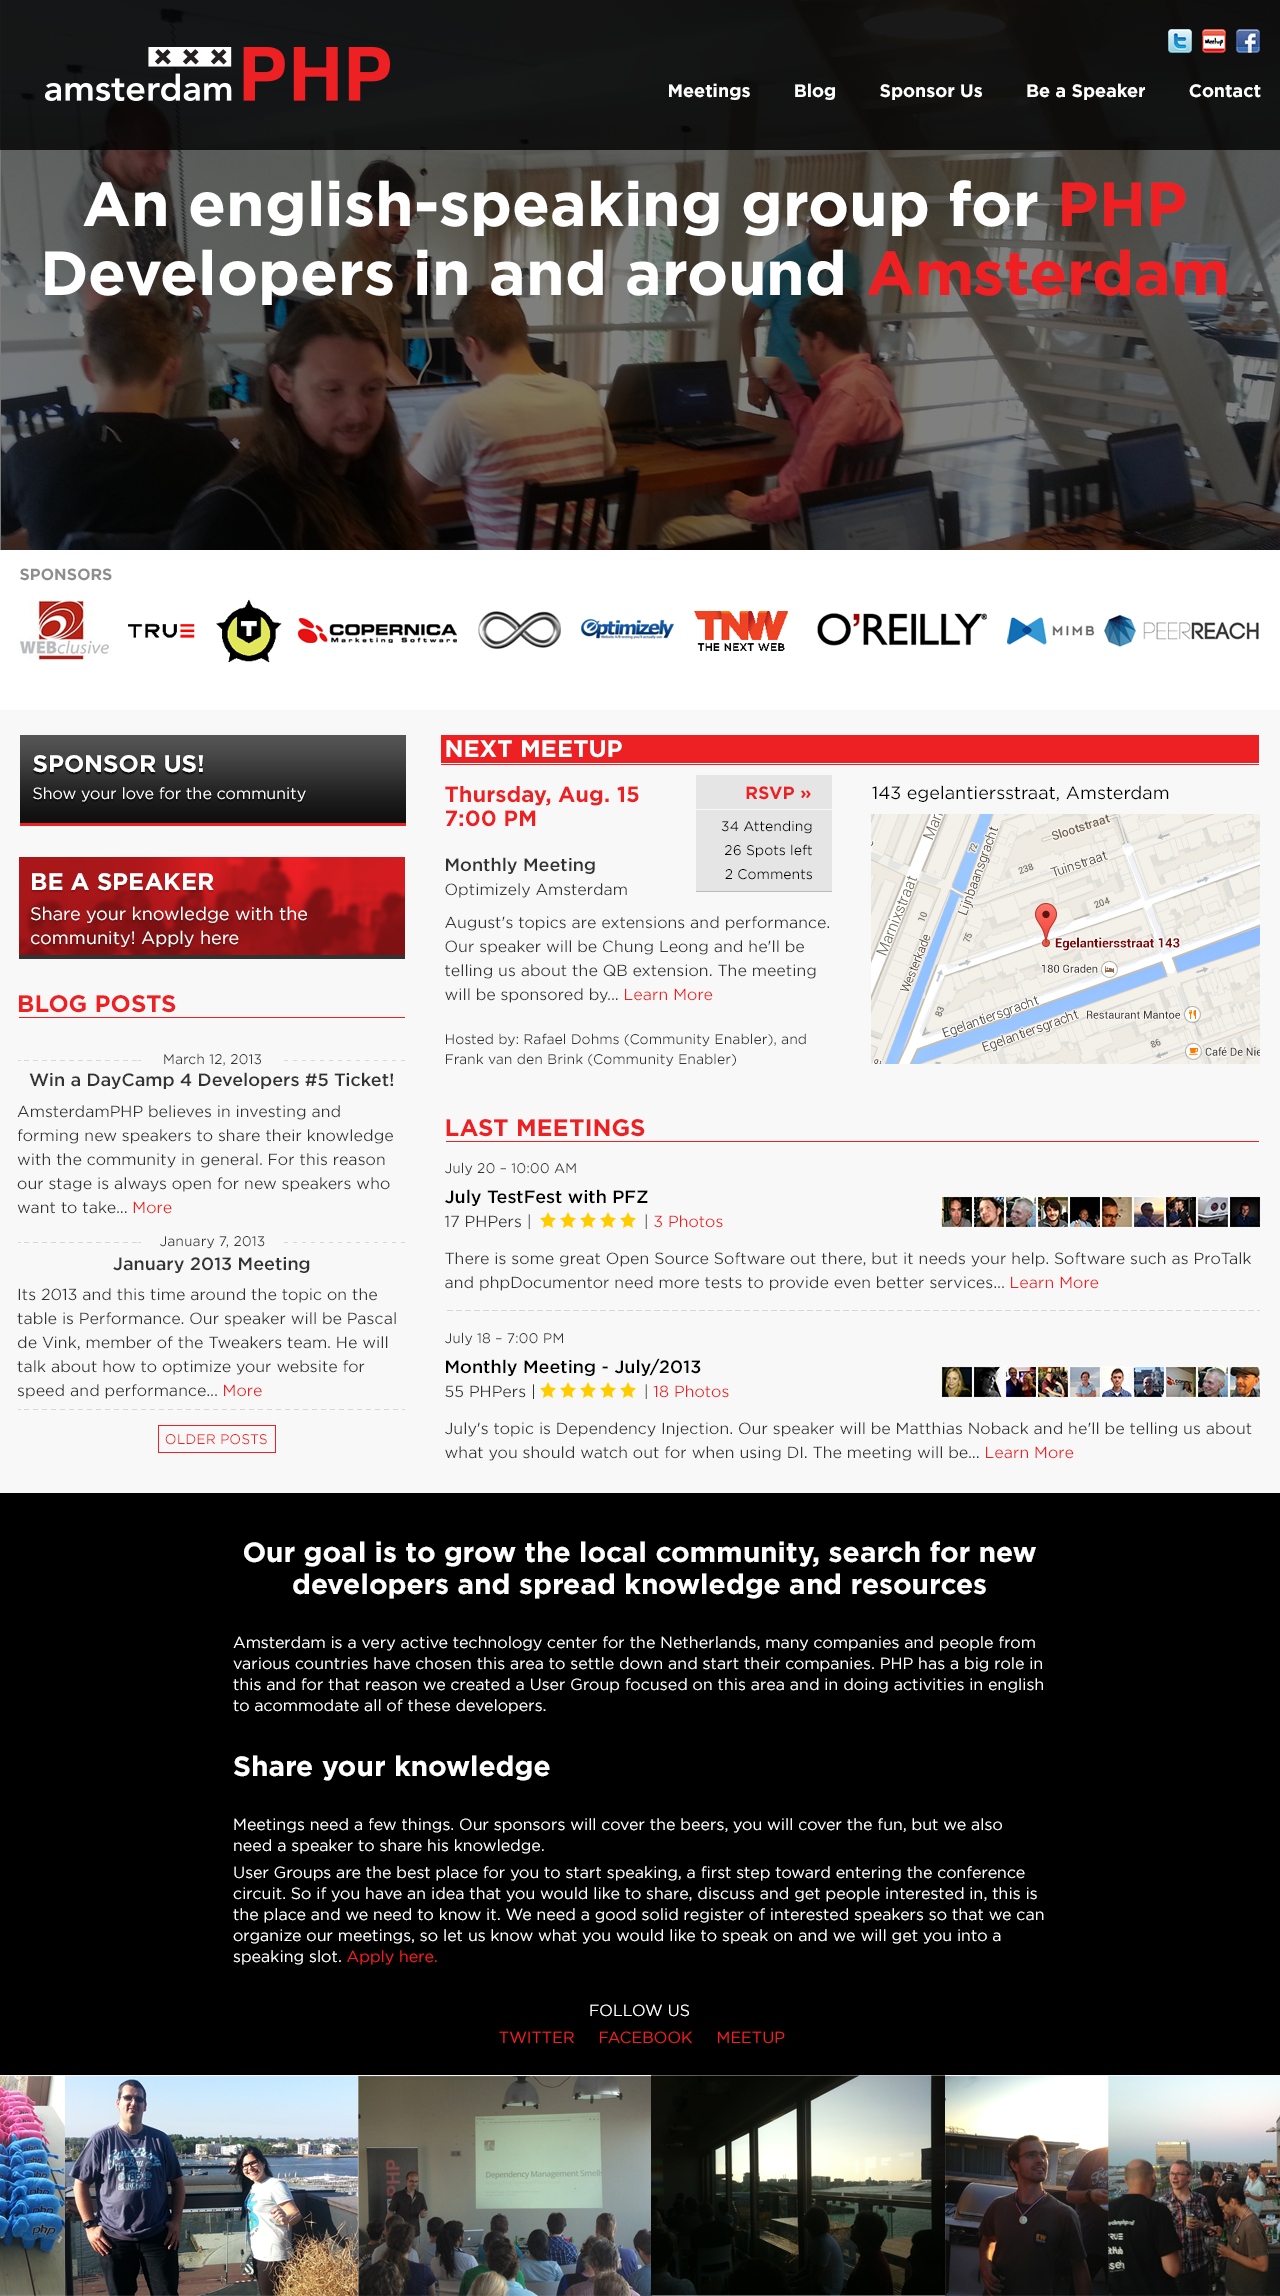 amsterdam PHP
Meetings Blog Sponsor Us Be a Speaker Contact
An english-speaking group for PHP
Developers in and around Amsterdam
SPONSORS
WEBclusive
TRUE
COPERNICA
Marketing Software
Optimizely
TNW
THE NEXT WEB
O'REILLY
MIMB
PEERREACH
SPONSOR US!
Show your love for the community
BE A SPEAKER
Share your knowledge with the
community! Apply here
BLOG POSTS
March 12, 2013
Win a DayCamp 4 Developers #5 Ticket!
AmsterdamPHP believes in investing and
forming new speakers to share their knowledge
with the community in general. For this reason
our stage is always open for new speakers who
want to take... More
January 7, 2013
January 2013 Meeting
Its 2013 and this time around the topic on the
table is Performance. Our speaker will be Pascal
de Vink, member of the Tweakers team. He will
talk about how to optimize your website for
speed and performance... More
OLDER POSTS
NEXT MEETUP
Thursday, Aug. 15
7:00 PM
RSVP »
34 Attending
26 Spots left
2 Comments
Monthly Meeting
Optimizely Amsterdam
August's topics are extensions and performance.
Our speaker will be Chung Leong and he'll be
telling us about the QB extension. The meeting
will be sponsored by... Learn More
Hosted by: Rafael Dohms (Community Enabler), and
Frank van den Brink (Community Enabler)
143 egelantiersstraat, Amsterdam
Marnixstraat
Lijnbaansgracht
72
Slootstraat
238
Tuinstraat
204
10
75
Westerkade
Egelantiersstraat 143
180 Graden
83
Egelantiersgracht
Egelantiersgracht
Restaurant Mantoe
86
Café De Nie
LAST MEETINGS
July 20 – 10:00 AM
July TestFest with PFZ
17 PHPers | ★★★★★ | 3 Photos
There is some great Open Source Software out there, but it needs your help. Software such as ProTalk
and phpDocumentor need more tests to provide even better services... Learn More
July 18 – 7:00 PM
Monthly Meeting - July/2013
55 PHPers | ★★★★★ | 18 Photos
July's topic is Dependency Injection. Our speaker will be Matthias Noback and he'll be telling us about
what you should watch out for when using DI. The meeting will be... Learn More
Our goal is to grow the local community, search for new
developers and spread knowledge and resources
Amsterdam is a very active technology center for the Netherlands, many companies and people from
various countries have chosen this area to settle down and start their companies. PHP has a big role in
this and for that reason we created a User Group focused on this area and in doing activities in english
to acommodate all of these developers.
Share your knowledge
Meetings need a few things. Our sponsors will cover the beers, you will cover the fun, but we also
need a speaker to share his knowledge.
User Groups are the best place for you to start speaking, a first step toward entering the conference
circuit. So if you have an idea that you would like to share, discuss and get people interested in, this is
the place and we need to know it. We need a good solid register of interested speakers so that we can
organize our meetings, so let us know what you would like to speak on and we will get you into a
speaking slot. Apply here.
FOLLOW US
TWITTER FACEBOOK MEETUP
php
PHP
Dependency Management Smells